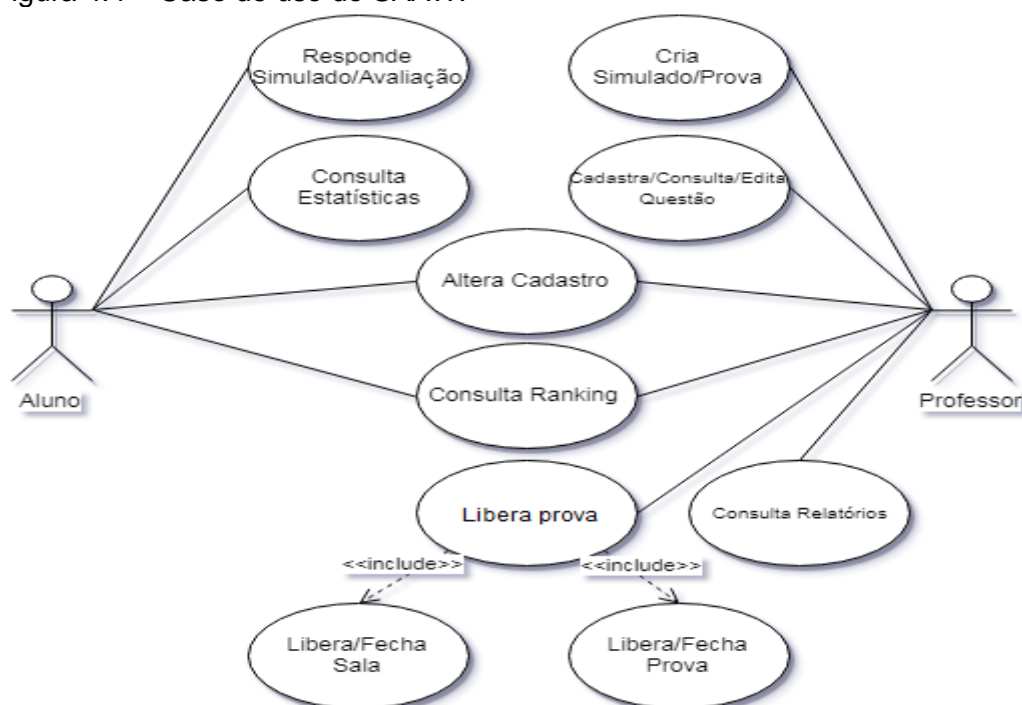 Responde
Simulado/Avaliação
Cria
Simulado/Prova
Consulta
Estatísticas
Cadastra/Consulta/Edita
Questão
Altera Cadastro
Aluno
Professor
Consulta Ranking
Libera prova
Consulta Relatórios
<<include>>
<<include>>
Libera/Fecha
Sala
Libera/Fecha
Prova